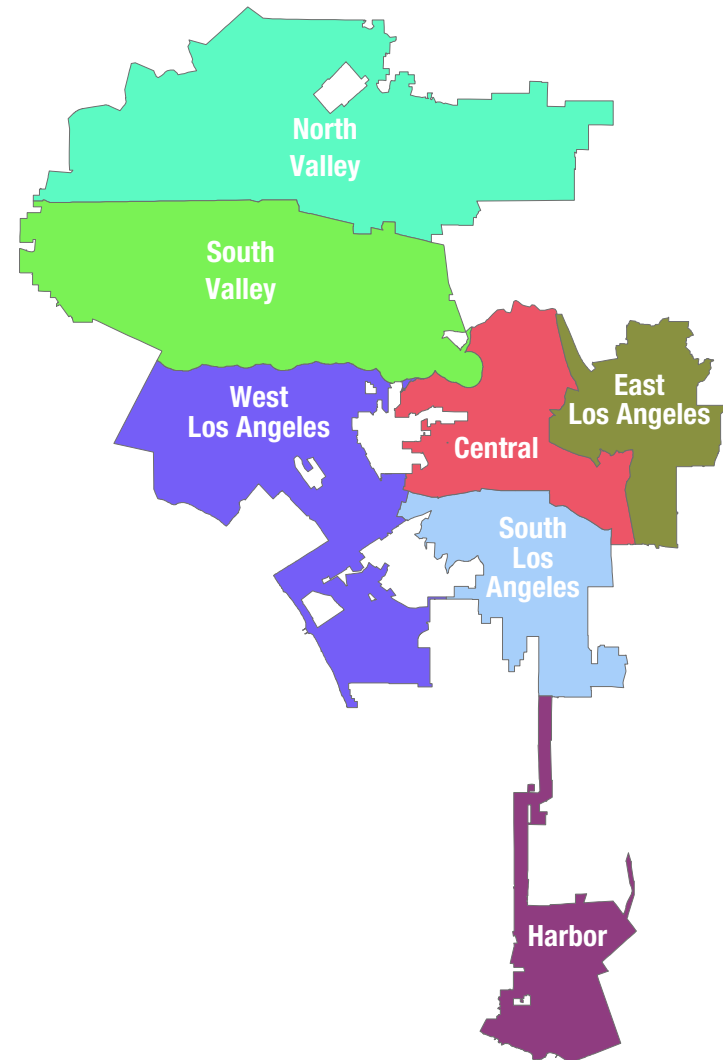 North
Valley
South
Valley
West
Los Angeles
East
Los Angeles
Central
South
Los
Angeles
Harbor